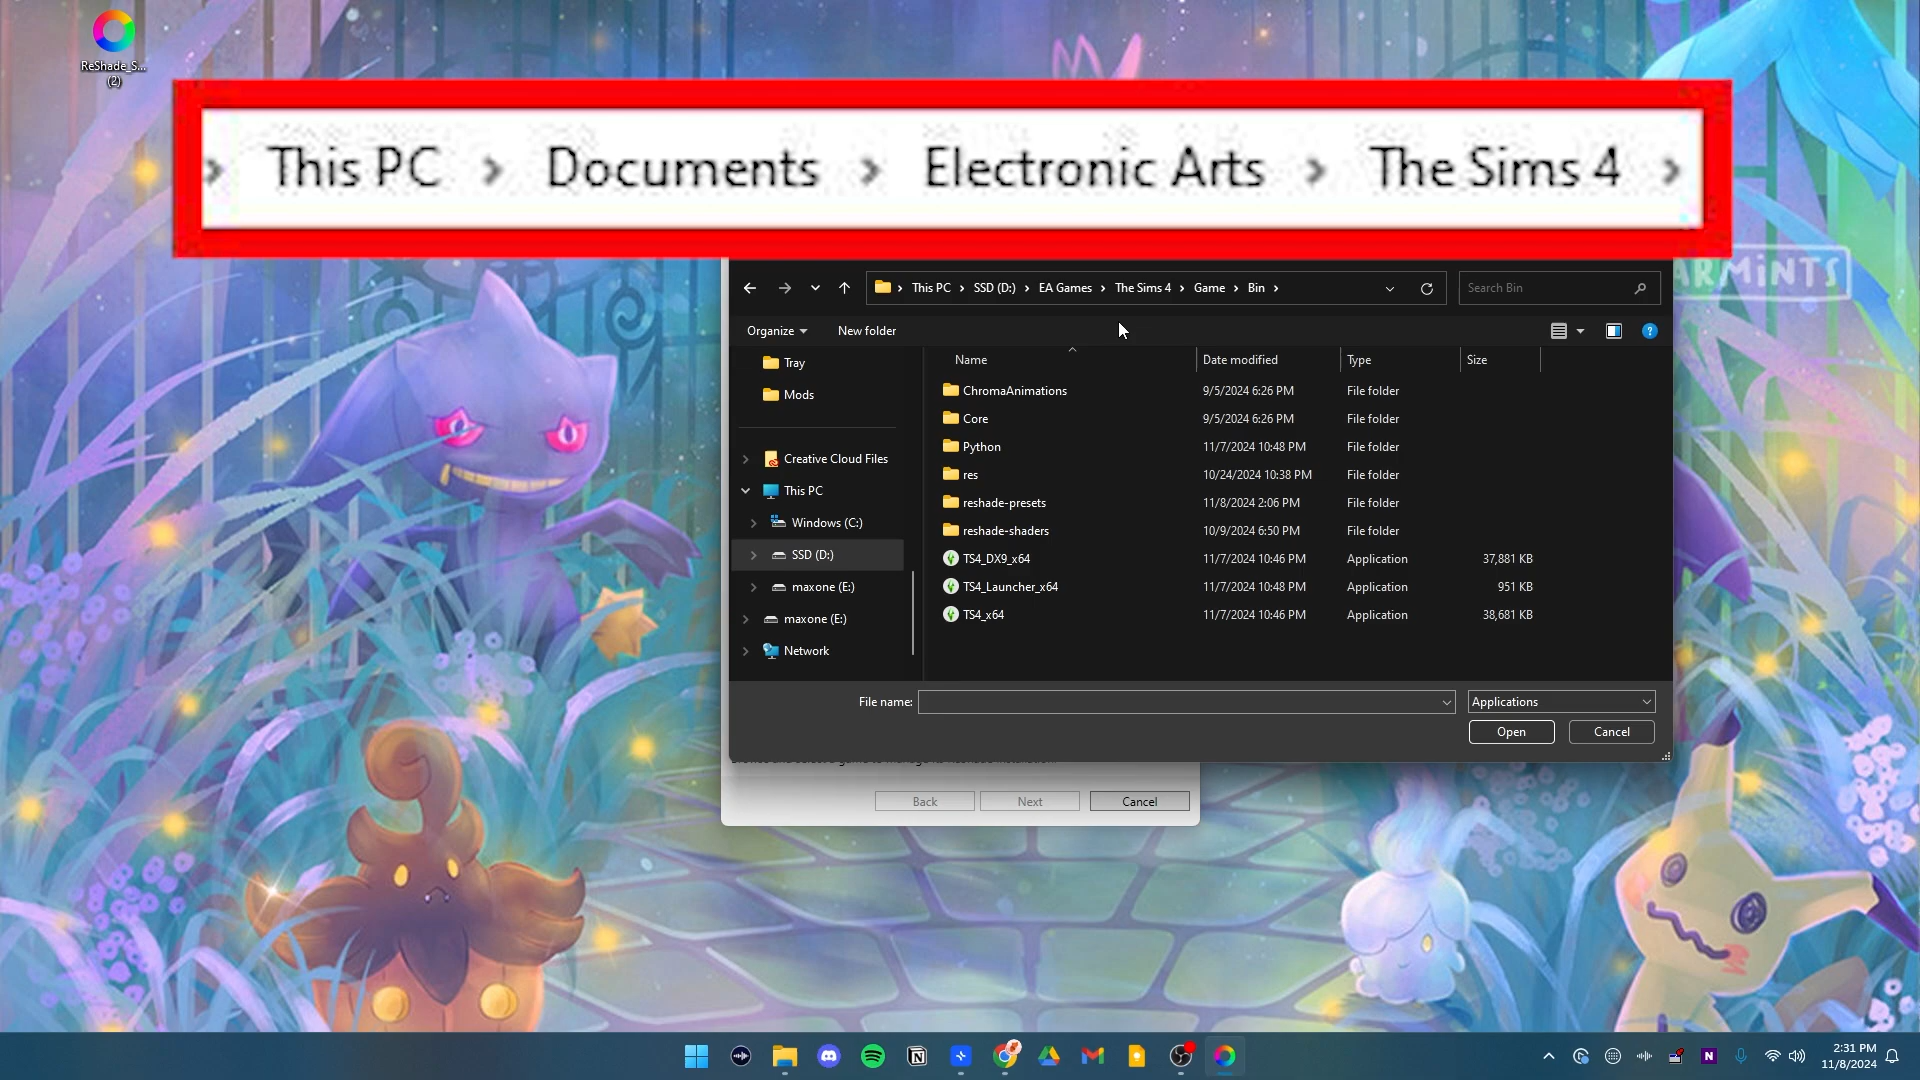 ReShade_S...
(2)
› This PC › Documents › Electronic Arts › The Sims 4 ›
ARMiNTS
› This PC › SSD (D:) › EA Games › The Sims 4 › Game › Bin ›
Search Bin
Organize
New folder
Name
Date modified
Type
Size
Tray
Mods
Creative Cloud Files
This PC
Windows (C:)
SSD (D:)
maxone (E:)
maxone (E:)
Network
ChromaAnimations 9/5/2024 6:26 PM File folder
Core 9/5/2024 6:26 PM File folder
Python 11/7/2024 10:48 PM File folder
res 10/24/2024 10:38 PM File folder
reshade-presets 11/8/2024 2:06 PM File folder
reshade-shaders 10/9/2024 6:50 PM File folder
TS4_DX9_x64 11/7/2024 10:46 PM Application 37,881 KB
TS4_Launcher_x64 11/7/2024 10:48 PM Application 951 KB
TS4_x64 11/7/2024 10:46 PM Application 38,681 KB
File name:
Applications
Open
Cancel
Back
Next
Cancel
2:31 PM
11/8/2024